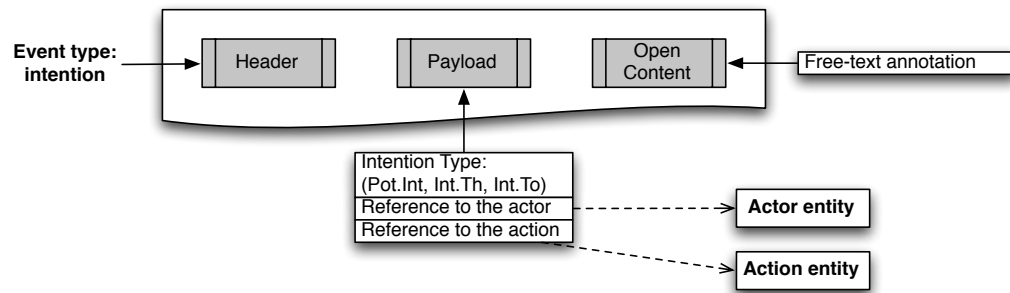 Event type:
intention
Header
Payload
Open
Content
Free-text annotation
Intention Type:
(Pot.Int, Int.Th, Int.To)
Reference to the actor
Reference to the action
Actor entity
Action entity